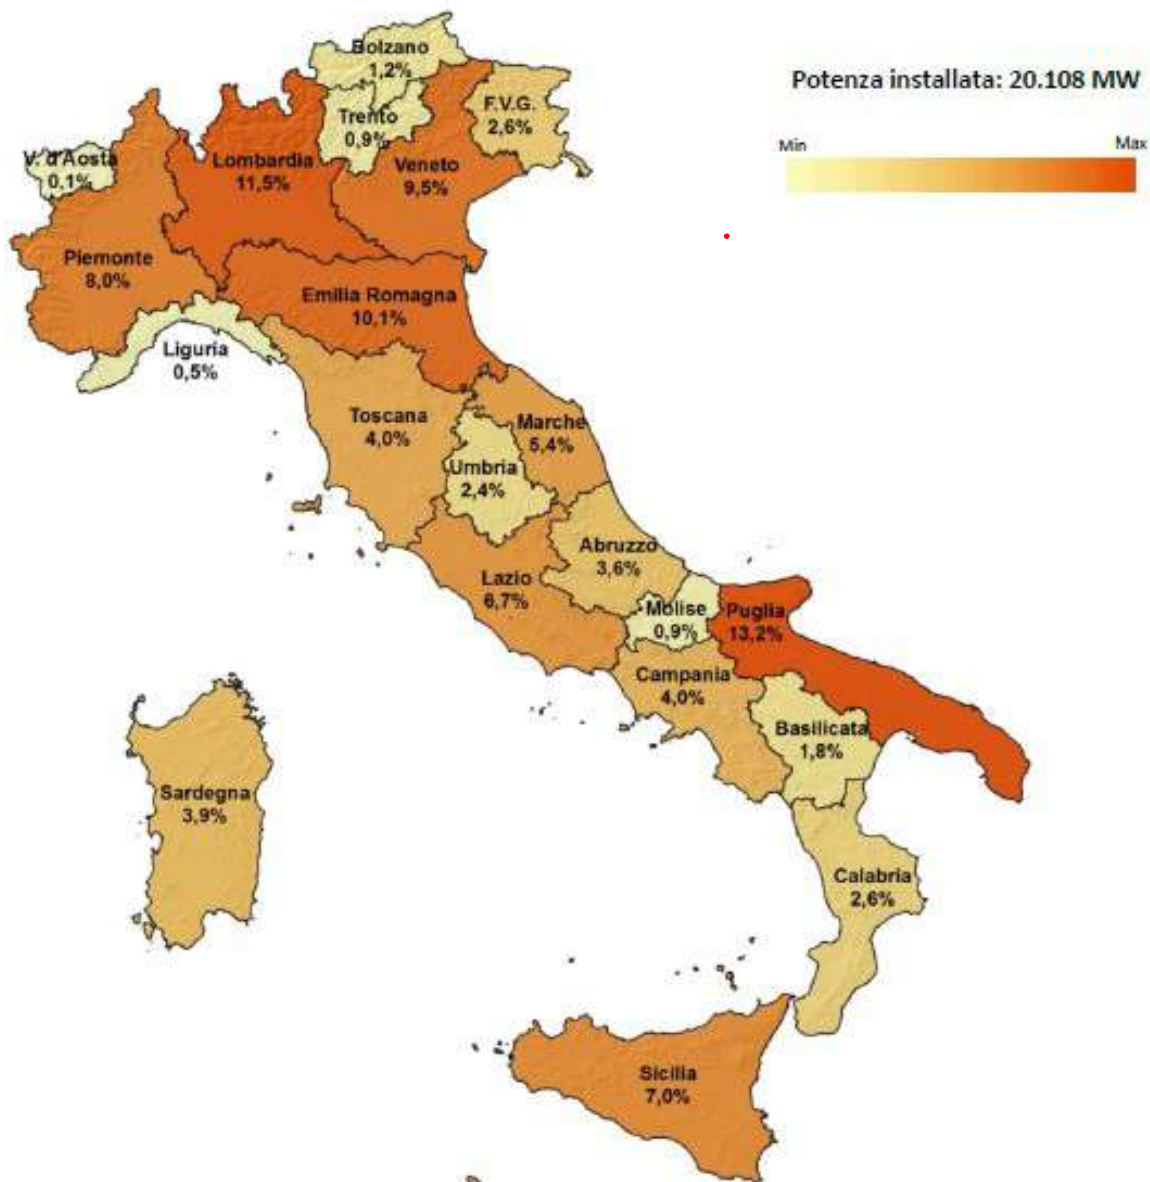 Bolzano
1,2%
Potenza installata: 20.108 MW
Min
Max
F.V.G.
2,6%
Trento
0,9%
V. d'Aosta
0,1%
Lombardia
11,5%
Veneto
9,5%
Piemonte
8,0%
Emilia Romagna
10,1%
Liguria
0,5%
Toscana
4,0%
Marche
5,4%
Umbria
2,4%
Abruzzo
3,6%
Lazio
6,7%
Molise
0,9%
Puglia
13,2%
Campania
4,0%
Basilicata
1,8%
Sardegna
3,9%
Calabria
2,6%
Sicilia
7,0%